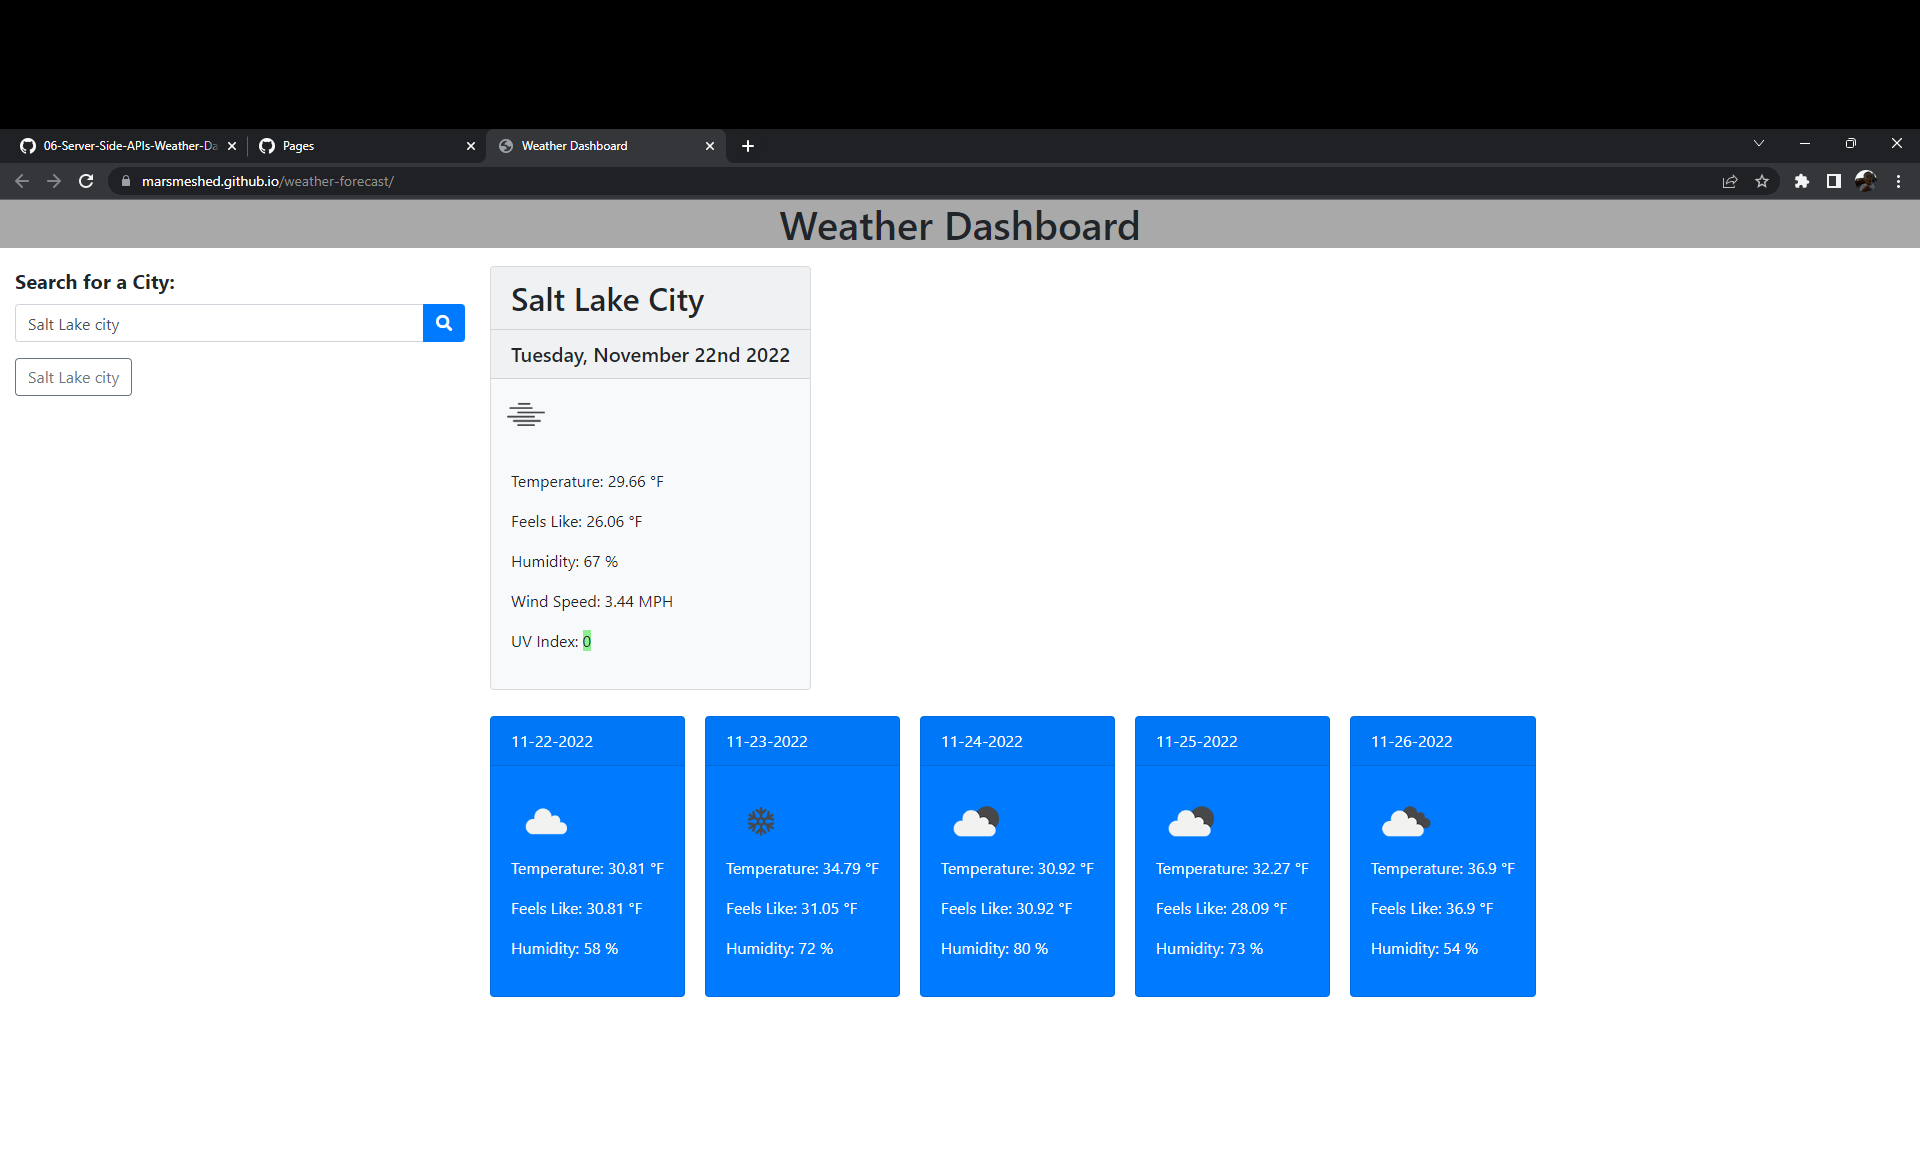 06-Server-Side-APIs-Weather-Da
Pages
Weather Dashboard
marsmeshed.github.io/weather-forecast/
Weather Dashboard
Search for a City:
Salt Lake city
Salt Lake city
Salt Lake City
Tuesday, November 22nd 2022
Temperature: 29.66 °F
Feels Like: 26.06 °F
Humidity: 67 %
Wind Speed: 3.44 MPH
UV Index: 0
11-22-2022
Temperature: 30.81 °F
Feels Like: 30.81 °F
Humidity: 58 %
11-23-2022
Temperature: 34.79 °F
Feels Like: 31.05 °F
Humidity: 72 %
11-24-2022
Temperature: 30.92 °F
Feels Like: 30.92 °F
Humidity: 80 %
11-25-2022
Temperature: 32.27 °F
Feels Like: 28.09 °F
Humidity: 73 %
11-26-2022
Temperature: 36.9 °F
Feels Like: 36.9 °F
Humidity: 54 %